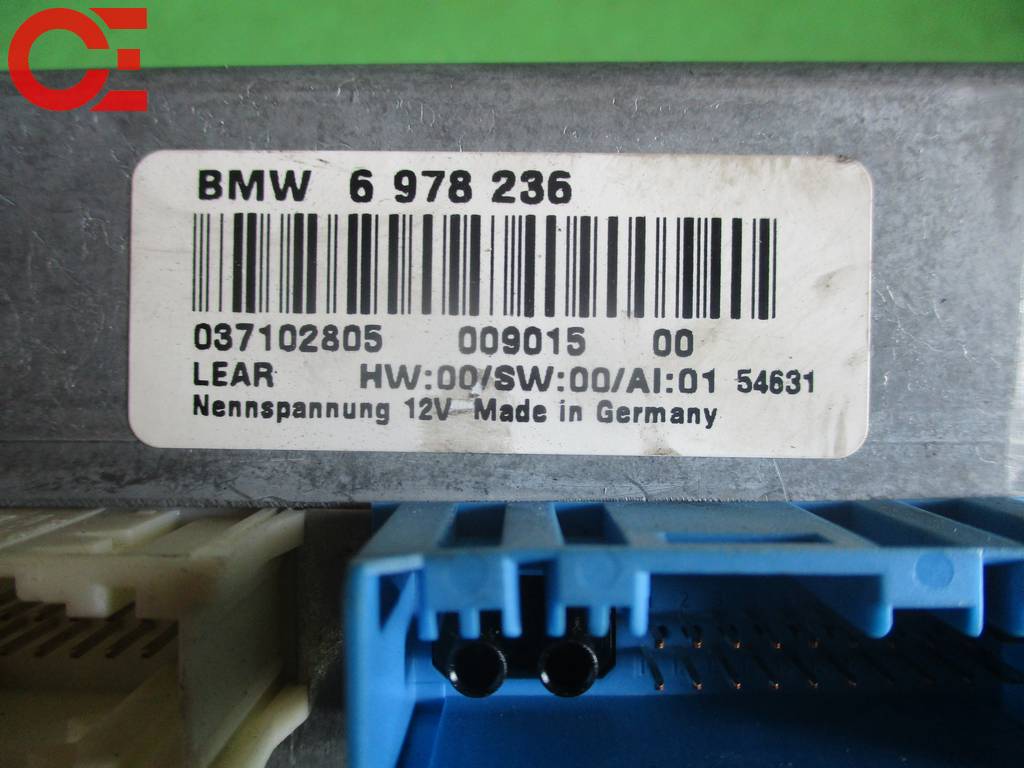 CE
BMW 6 978 236
037102805 009015 00
LEAR HW:00/SW:00/AI:01 54631
Nennspannung 12V Made in Germany